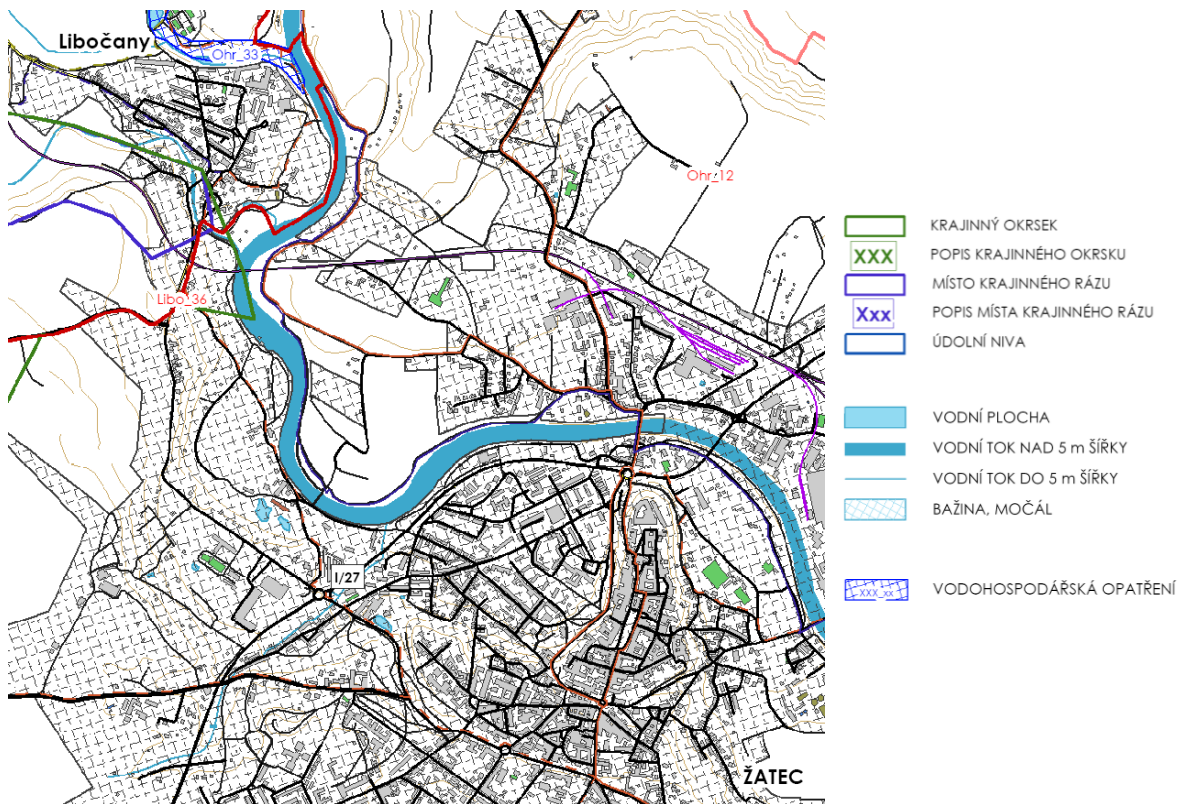 Libočany
Ohr_33
Ohr_12
Libo_36
I/27
ŽATEC
KRAJINNÝ OKRSEK
XXX
POPIS KRAJINNÉHO OKRSKU
MÍSTO KRAJINNÉHO RÁZU
Xxx
POPIS MÍSTA KRAJINNÉHO RÁZU
ÚDOLNÍ NIVA
VODNÍ PLOCHA
VODNÍ TOK NAD 5 m ŠÍŘKY
VODNÍ TOK DO 5 m ŠÍŘKY
BAŽINA, MOČÁL
XXX_xx
VODOHOSPODÁŘSKÁ OPATŘENÍ